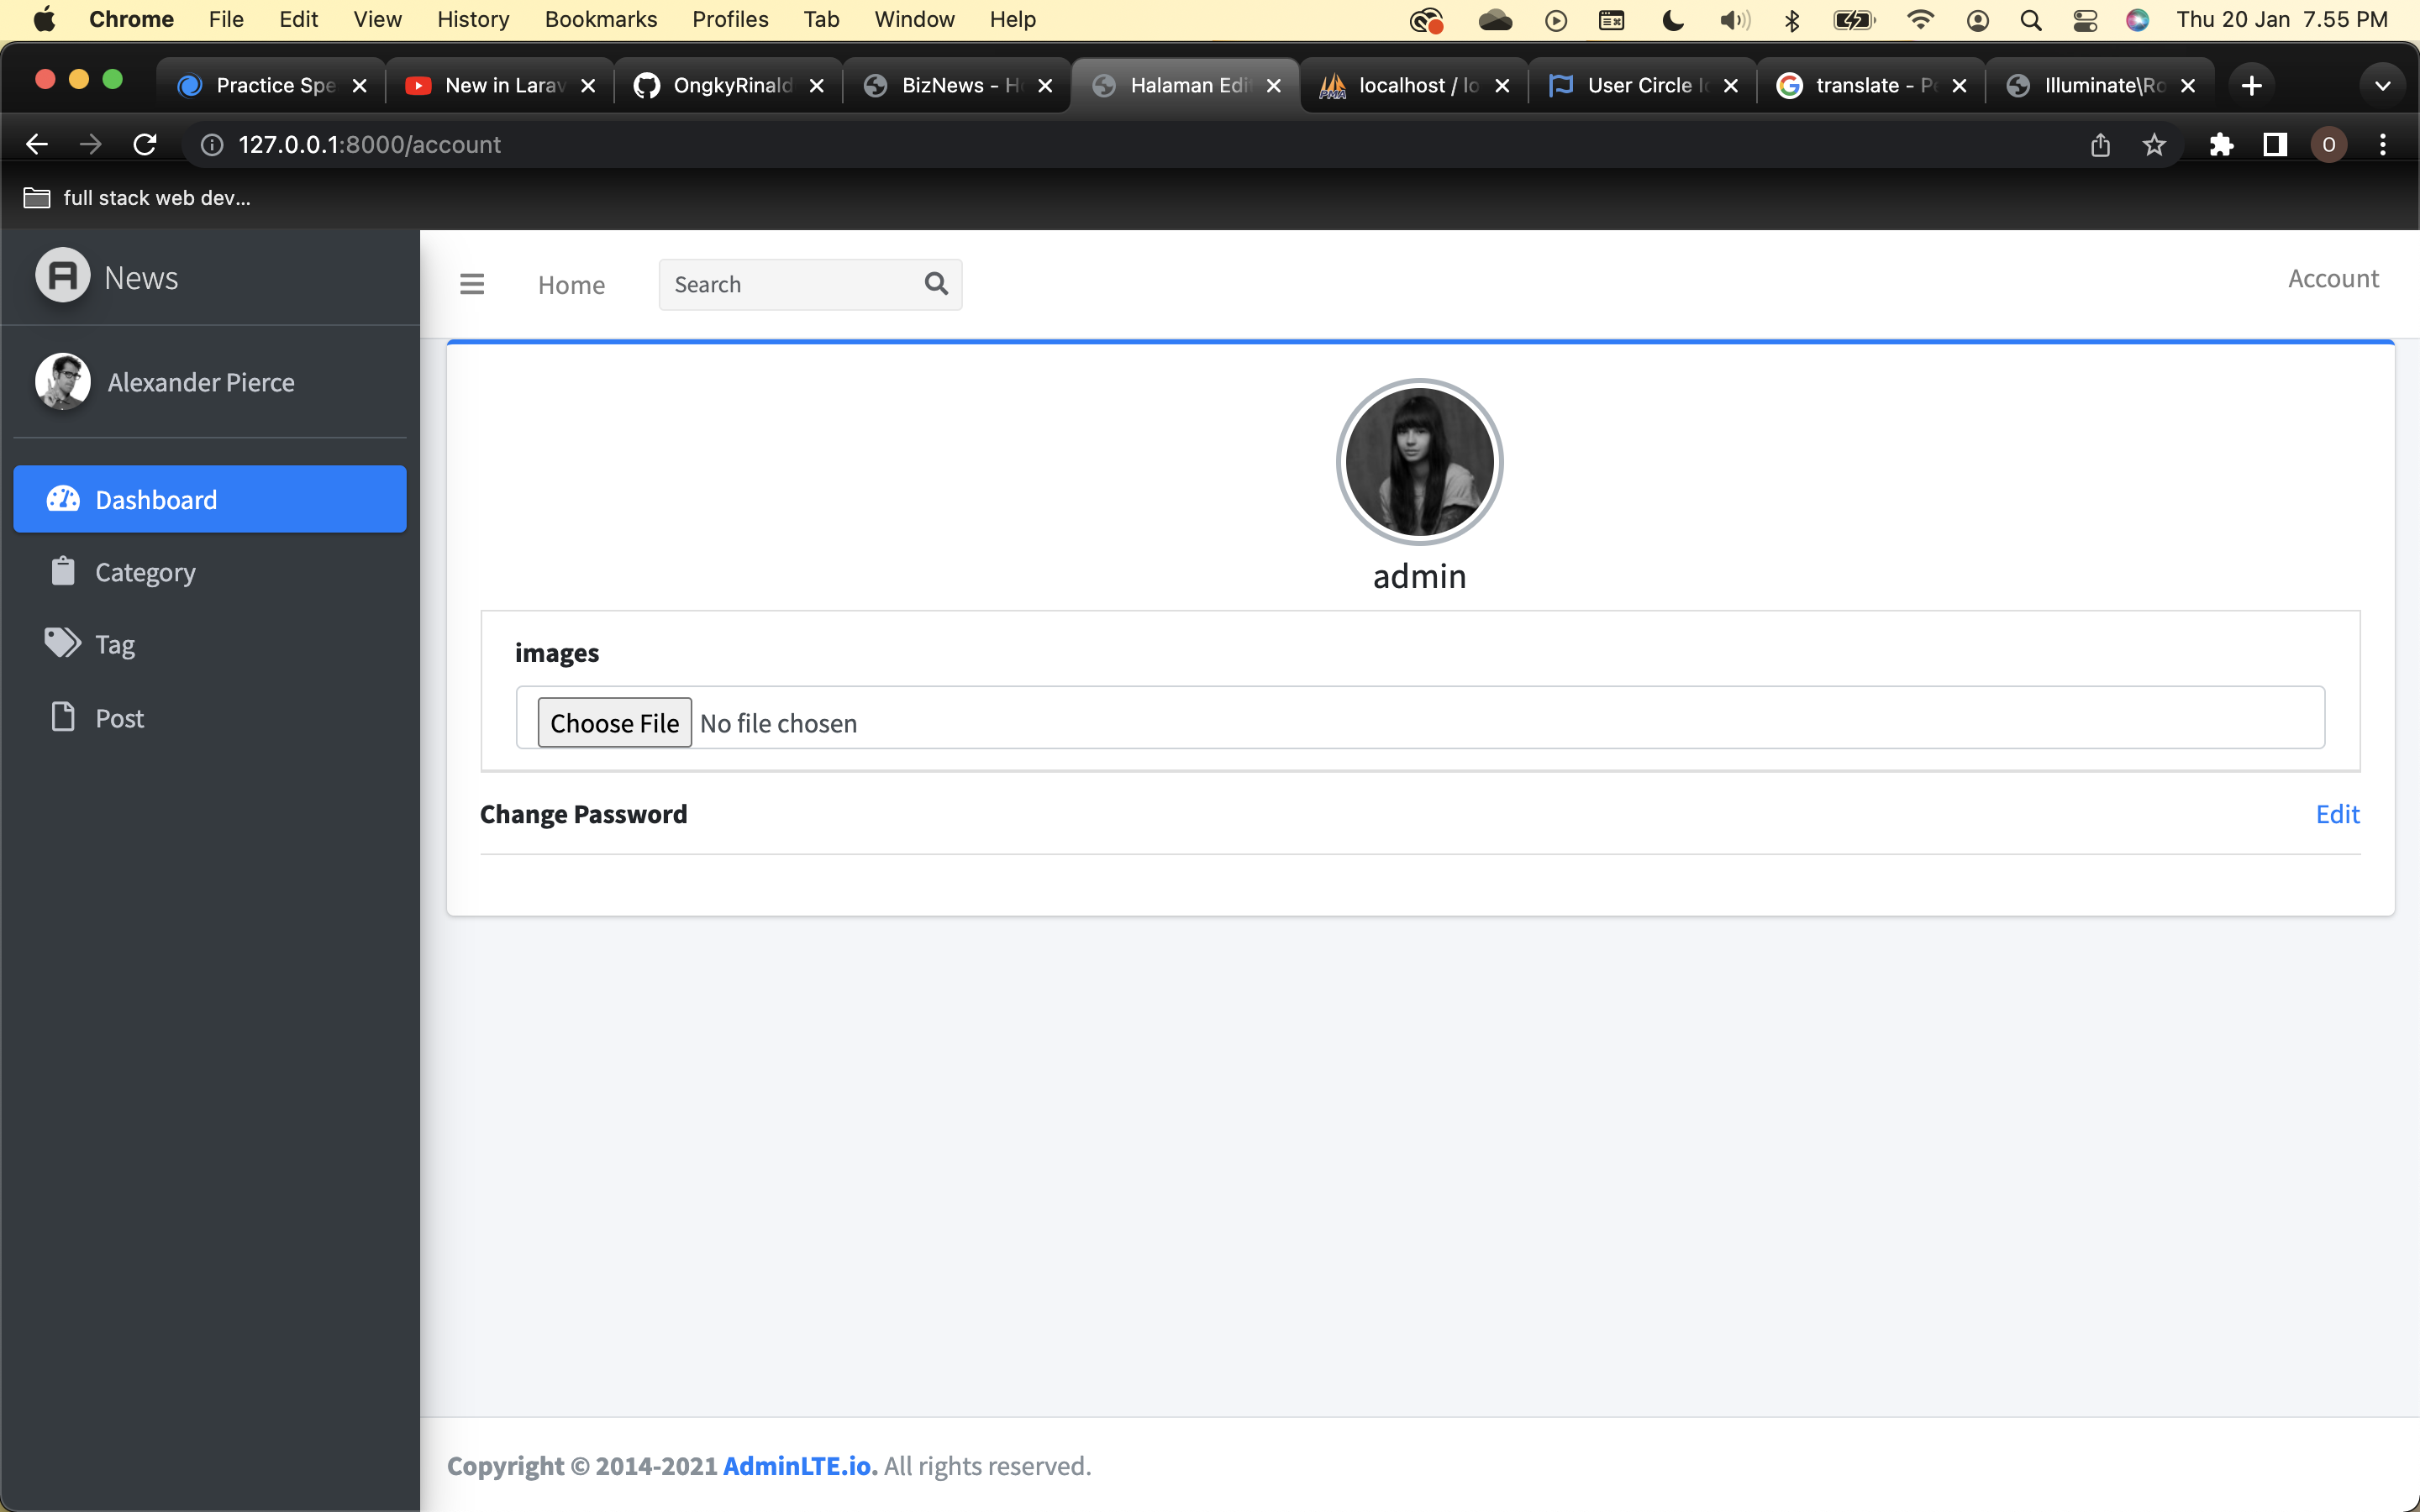 Chrome File Edit View History Bookmarks Profiles Tab Window Help Thu 20 Jan 7.55 PM
Practice Spe New in Larav OngkyRinald BizNews - H Halaman Edi localhost / lo User Circle Ic translate - Pe Illuminate\Ro
127.0.0.1:8000/account O
full stack web dev...
News
Home Search Account
Alexander Pierce
Dashboard
Category
Tag
Post
admin
images
Choose File No file chosen
Change Password Edit
Copyright © 2014-2021 AdminLTE.io. All rights reserved.